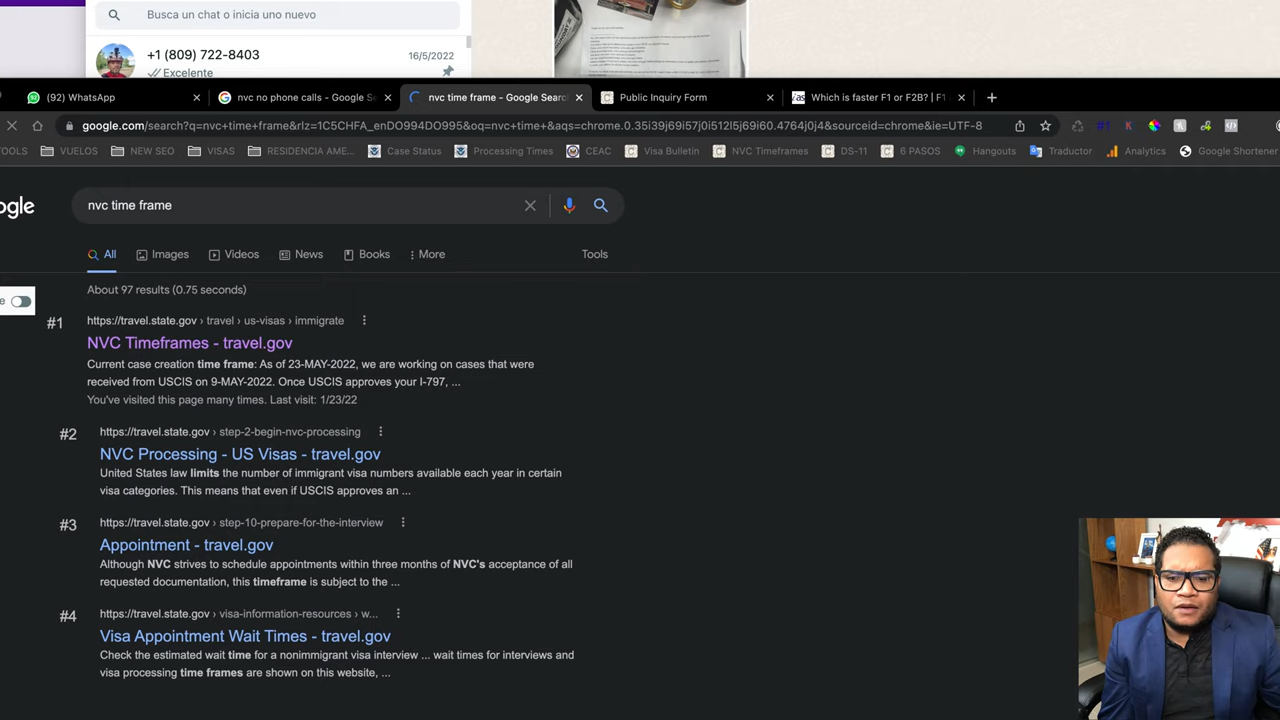 Busca un chat o inicia uno nuevo
+1 (809) 722-8403
16/5/2022
Excelente
(92) WhatsApp
nvc no phone calls - Google S
nvc time frame - Google Search
Public Inquiry Form
Which is faster F1 or F2B? | F1
google.com/search?q=nvc+time+frame&rlz=1C5CHFA_enDO994DO995&oq=nvc+time+&aqs=chrome.0.35i39j69i57j0i512l5j69i60.4764j0j4&sourceid=chrome&ie=UTF-8
OOLS
VUELOS
NEW SEO
VISAS
RESIDENCIA AME...
Case Status
Processing Times
CEAC
Visa Bulletin
NVC Timeframes
DS-11
6 PASOS
Hangouts
Traductor
Analytics
Google Shortener
ogle
nvc time frame
All
Images
Videos
News
Books
More
Tools
About 97 results (0.75 seconds)
e
#1
https://travel.state.gov › travel › us-visas › immigrate
NVC Timeframes - travel.gov
Current case creation time frame: As of 23-MAY-2022, we are working on cases that were
received from USCIS on 9-MAY-2022. Once USCIS approves your I-797, ...
You've visited this page many times. Last visit: 1/23/22
#2
https://travel.state.gov › step-2-begin-nvc-processing
NVC Processing - US Visas - travel.gov
United States law limits the number of immigrant visa numbers available each year in certain
visa categories. This means that even if USCIS approves an ...
#3
https://travel.state.gov › step-10-prepare-for-the-interview
Appointment - travel.gov
Although NVC strives to schedule appointments within three months of NVC's acceptance of all
requested documentation, this timeframe is subject to the ...
#4
https://travel.state.gov › visa-information-resources › w...
Visa Appointment Wait Times - travel.gov
Check the estimated wait time for a nonimmigrant visa interview ... wait times for interviews and
visa processing time frames are shown on this website, ...